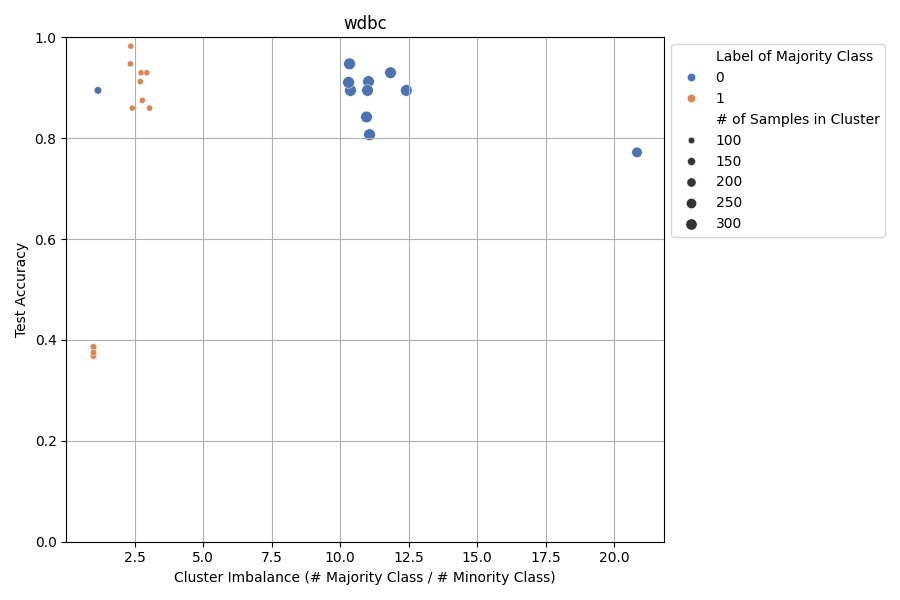 wdbc
1.0
0.8
0.6
0.4
0.2
0.0
Test Accuracy
2.5 5.0 7.5 10.0 12.5 15.0 17.5 20.0
Cluster Imbalance (# Majority Class / # Minority Class)
Label of Majority Class
0
1
# of Samples in Cluster
100
150
200
250
300